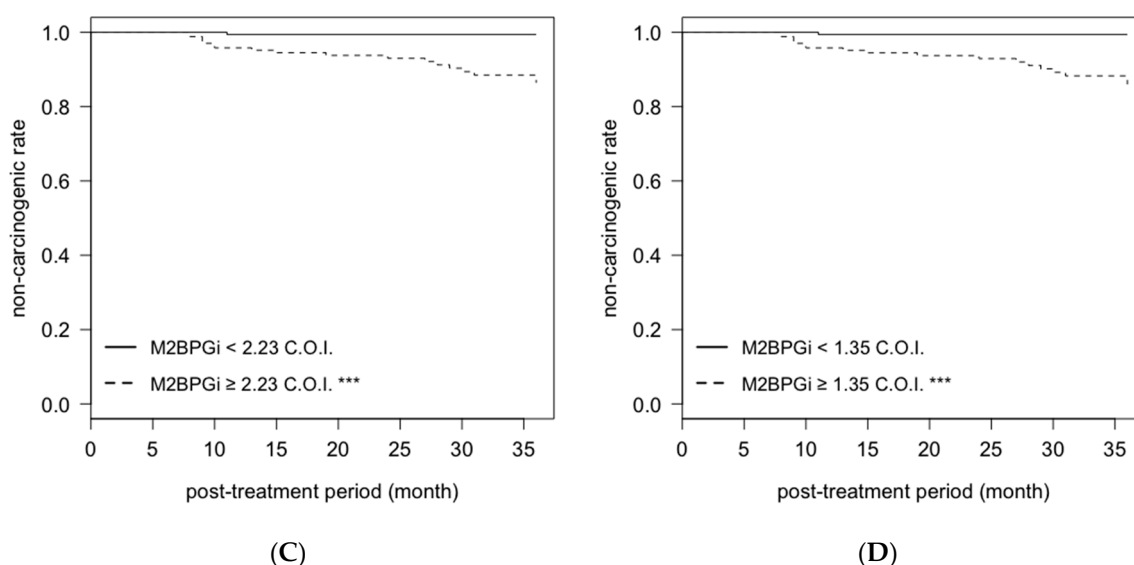 1.0
0.8
0.6
0.4
0.2
0.0
non-carcinogenic rate
M2BPGi < 2.23 C.O.I.
M2BPGi ≥ 2.23 C.O.I. ***
0 5 10 15 20 25 30 35
post-treatment period (month)
(C)
1.0
0.8
0.6
0.4
0.2
0.0
non-carcinogenic rate
M2BPGi < 1.35 C.O.I.
M2BPGi ≥ 1.35 C.O.I. ***
0 5 10 15 20 25 30 35
post-treatment period (month)
(D)